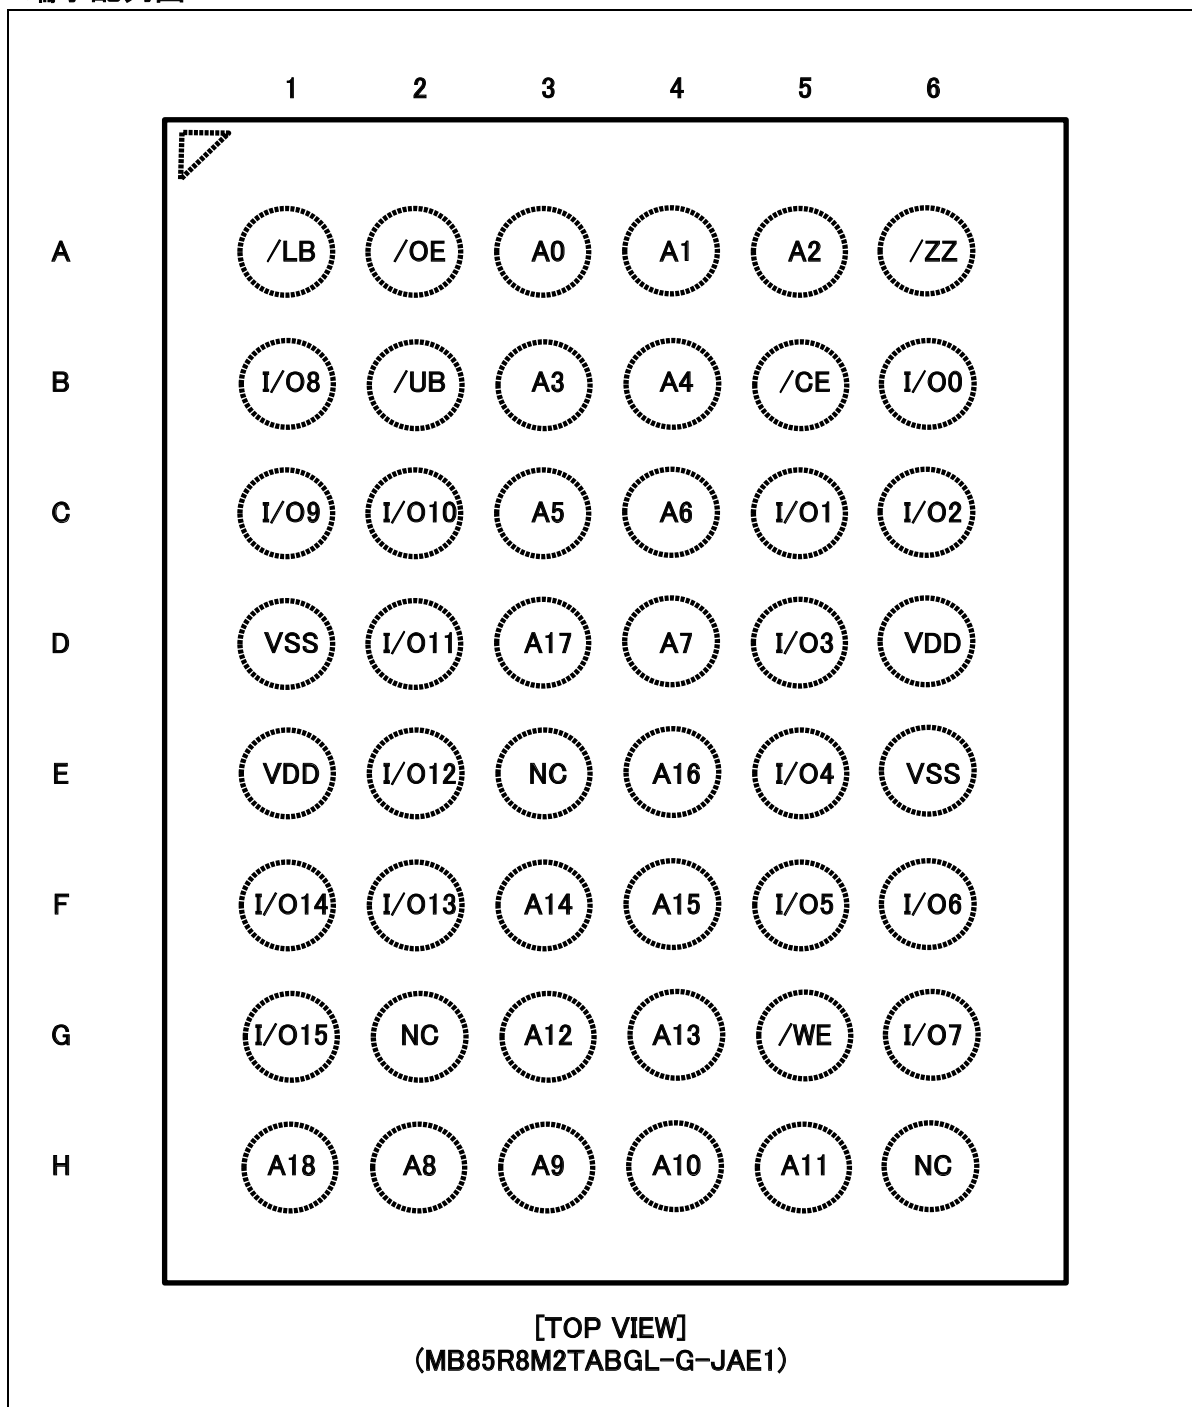 1 2 3 4 5 6
A /LB /OE A0 A1 A2 /ZZ
B I/O8 /UB A3 A4 /CE I/O0
C I/O9 I/O10 A5 A6 I/O1 I/O2
D VSS I/O11 A17 A7 I/O3 VDD
E VDD I/O12 NC A16 I/O4 VSS
F I/O14 I/O13 A14 A15 I/O5 I/O6
G I/O15 NC A12 A13 /WE I/O7
H A18 A8 A9 A10 A11 NC
[TOP VIEW]
(MB85R8M2TABGL-G-JAE1)